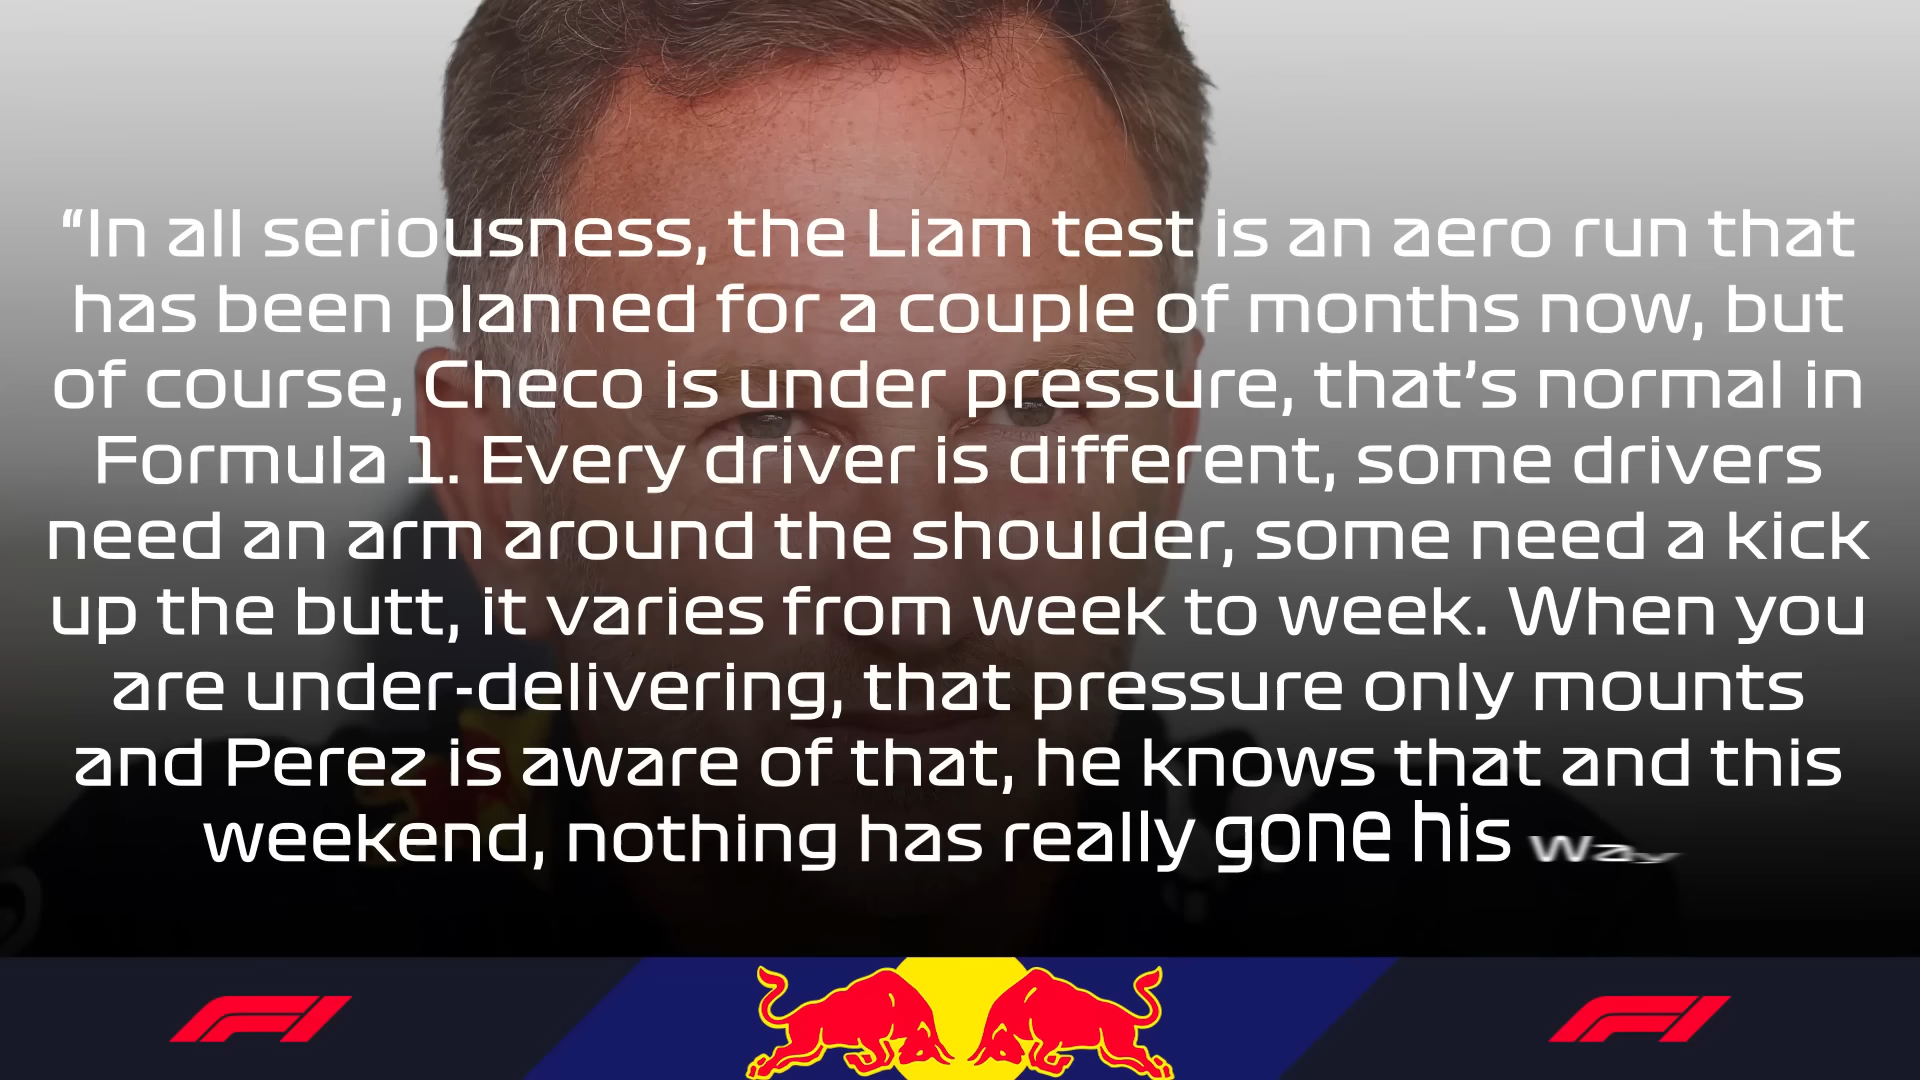 “In all seriousness, the Liam test is an aero run that
has been planned for a couple of months now, but
of course, Checo is under pressure, that’s normal in
Formula 1. Every driver is different, some drivers
need an arm around the shoulder, some need a kick
up the butt, it varies from week to week. When you
are under-delivering, that pressure only mounts
and Perez is aware of that, he knows that and this
weekend, nothing has really gone his way
F1 F1